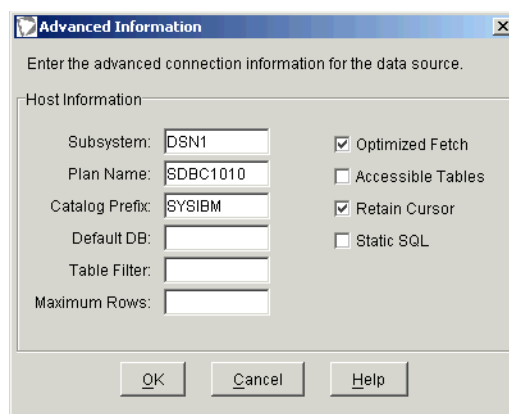 Advanced Information
Enter the advanced connection information for the data source.
Host Information
Subsystem: DSN1
Optimized Fetch
Plan Name: SDBC1010
Accessible Tables
Catalog Prefix: SYSIBM
Retain Cursor
Default DB:
Static SQL
Table Filter:
Maximum Rows:
OK Cancel Help